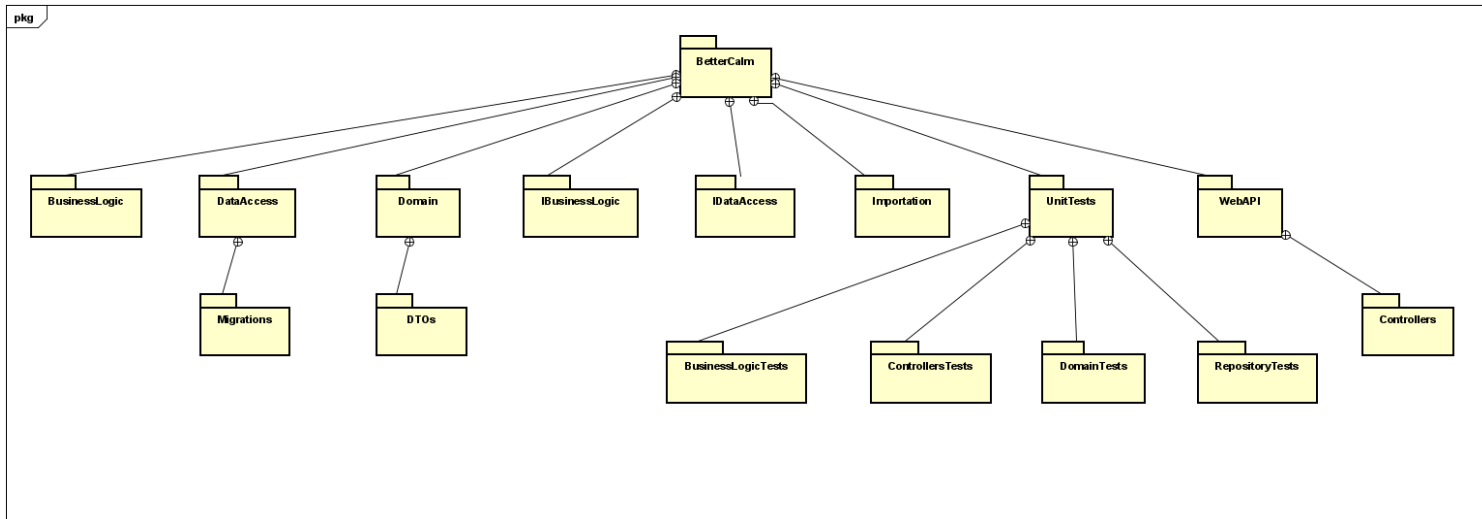 pkg
BetterCalm
BusinessLogic
DataAccess
Domain
IBusinessLogic
IDataAccess
Importation
UnitTests
WebAPI
Migrations
DTOs
Controllers
BusinessLogicTests
ControllersTests
DomainTests
RepositoryTests